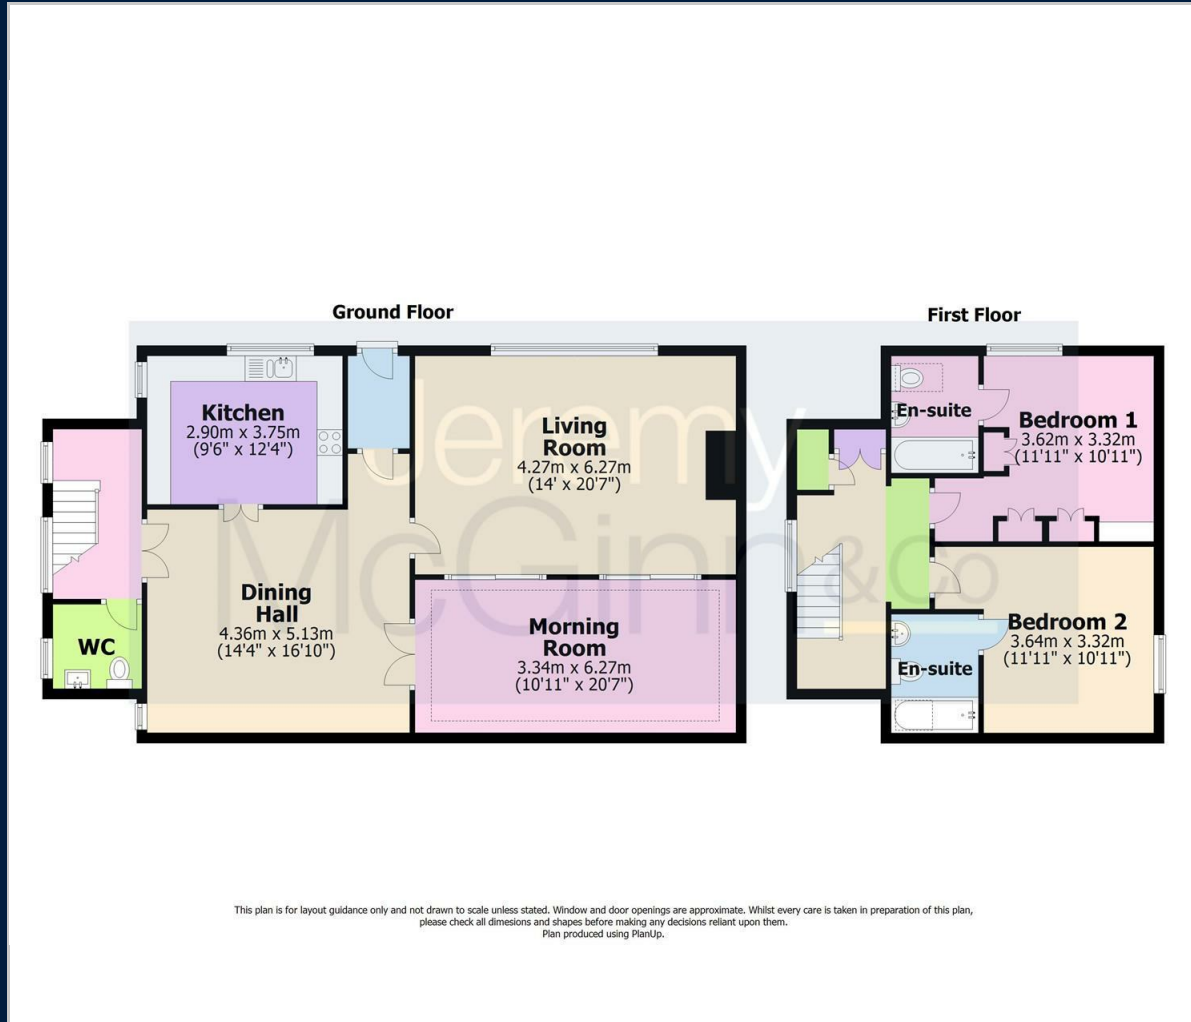 Ground Floor
First Floor
Kitchen
2.90m x 3.75m
(9'6" x 12'4")
Living
Room
4.27m x 6.27m
(14' x 20'7")
En-suite
Bedroom 1
3.62m x 3.32m
(11'11" x 10'11")
Jeremy
McGinn &Co
Dining
Hall
4.36m x 5.13m
(14'4" x 16'10")
WC
Morning
Room
3.34m x 6.27m
(10'11" x 20'7")
Bedroom 2
3.64m x 3.32m
(11'11" x 10'11")
En-suite
This plan is for layout guidance only and not drawn to scale unless stated. Window and door openings are approximate. Whilst every care is taken in preparation of this plan,
please check all dimesions and shapes before making any decisions reliant upon them.
Plan produced using PlanUp.